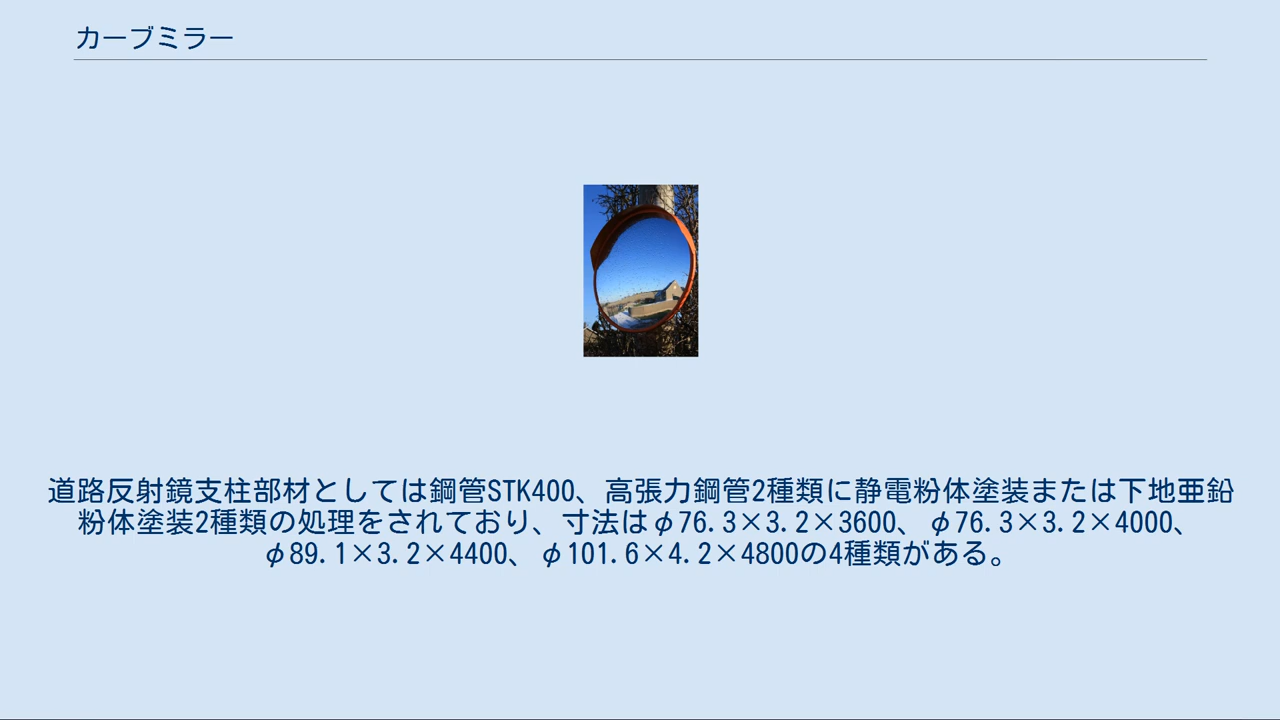 カーブミラー
道路反射鏡支柱部材としては鋼管STK400、高張力鋼管2種類に静電粉体塗装または下地亜鉛
粉体塗装2種類の処理をされており、寸法はφ76.3×3.2×3600、φ76.3×3.2×4000、
φ89.1×3.2×4400、φ101.6×4.2×4800の4種類がある。